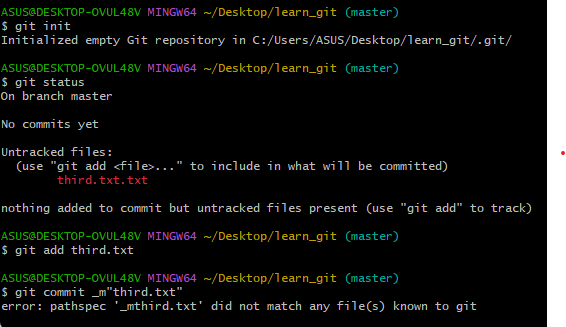 ASUS@DESKTOP-OVUL48V MINGW64 ~/Desktop/learn_git (master)
$ git init
Initialized empty Git repository in C:/Users/ASUS/Desktop/learn_git/.git/
ASUS@DESKTOP-OVUL48V MINGW64 ~/Desktop/learn_git (master)
$ git status
On branch master
No commits yet
Untracked files:
(use "git add <file>..." to include in what will be committed)
third.txt.txt
nothing added to commit but untracked files present (use "git add" to track)
ASUS@DESKTOP-OVUL48V MINGW64 ~/Desktop/learn_git (master)
$ git add third.txt
ASUS@DESKTOP-OVUL48V MINGW64 ~/Desktop/learn_git (master)
$ git commit _m"third.txt"
error: pathspec '_mthird.txt' did not match any file(s) known to git